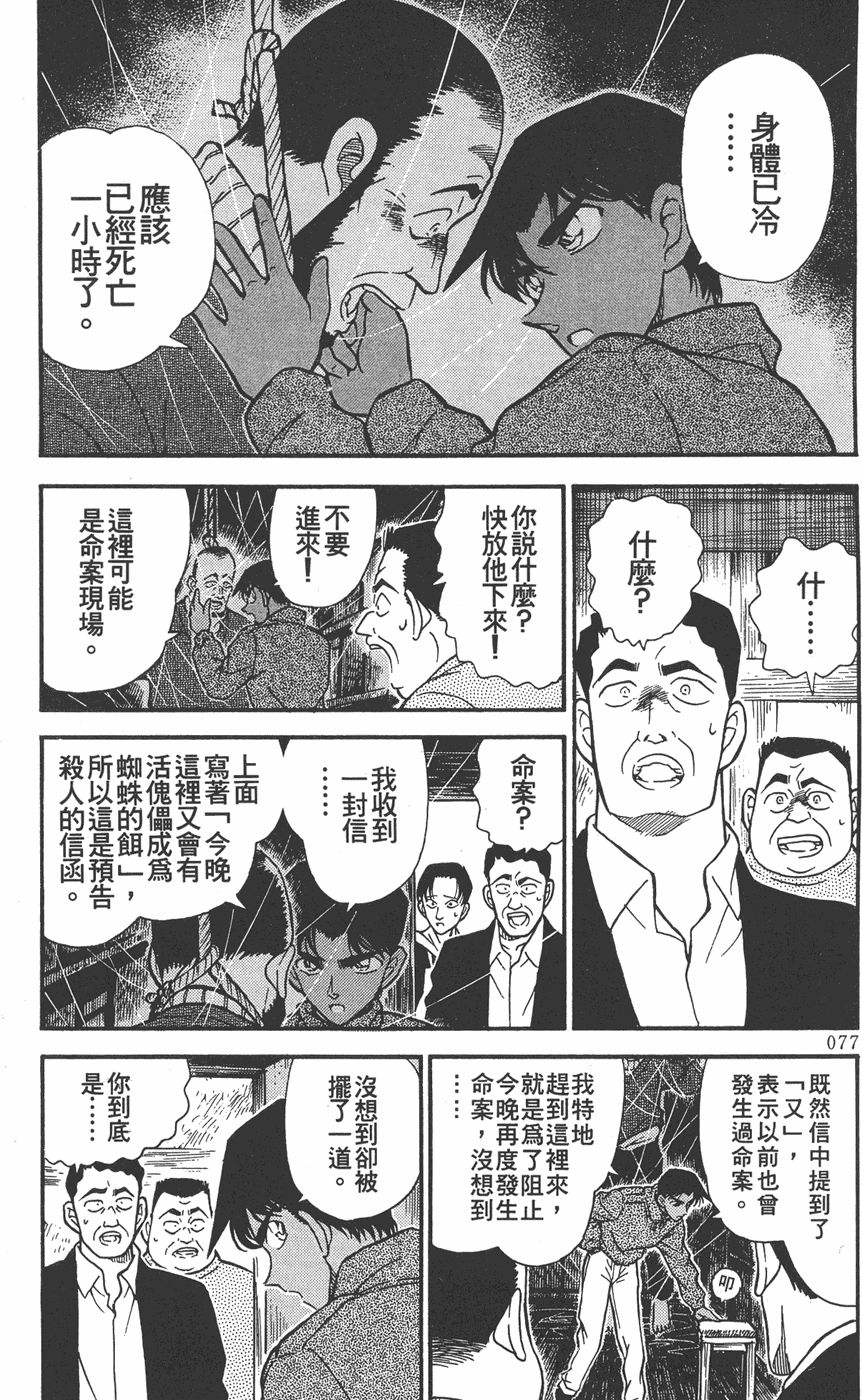 身體已冷
……
應該
已經死亡
一小時了。
什……
什麼?
你說什麼?
快放他下來!
不要
進來!
這裡可能
是命案現場。
命案?
我收到
一封信
……
上面
寫著「今晚
這裡又會有
活傀儡成爲
蜘蛛的餌」,
所以這是預告
殺人的信函。
077
既然信中提到了
「又」,
表示以前也曾
發生過命案。
叩
我特地
趕到這裡來,
就是爲了阻止
今晚再度發生
命案,沒想到
……
沒想到卻被
擺了一道。
你到底
是……